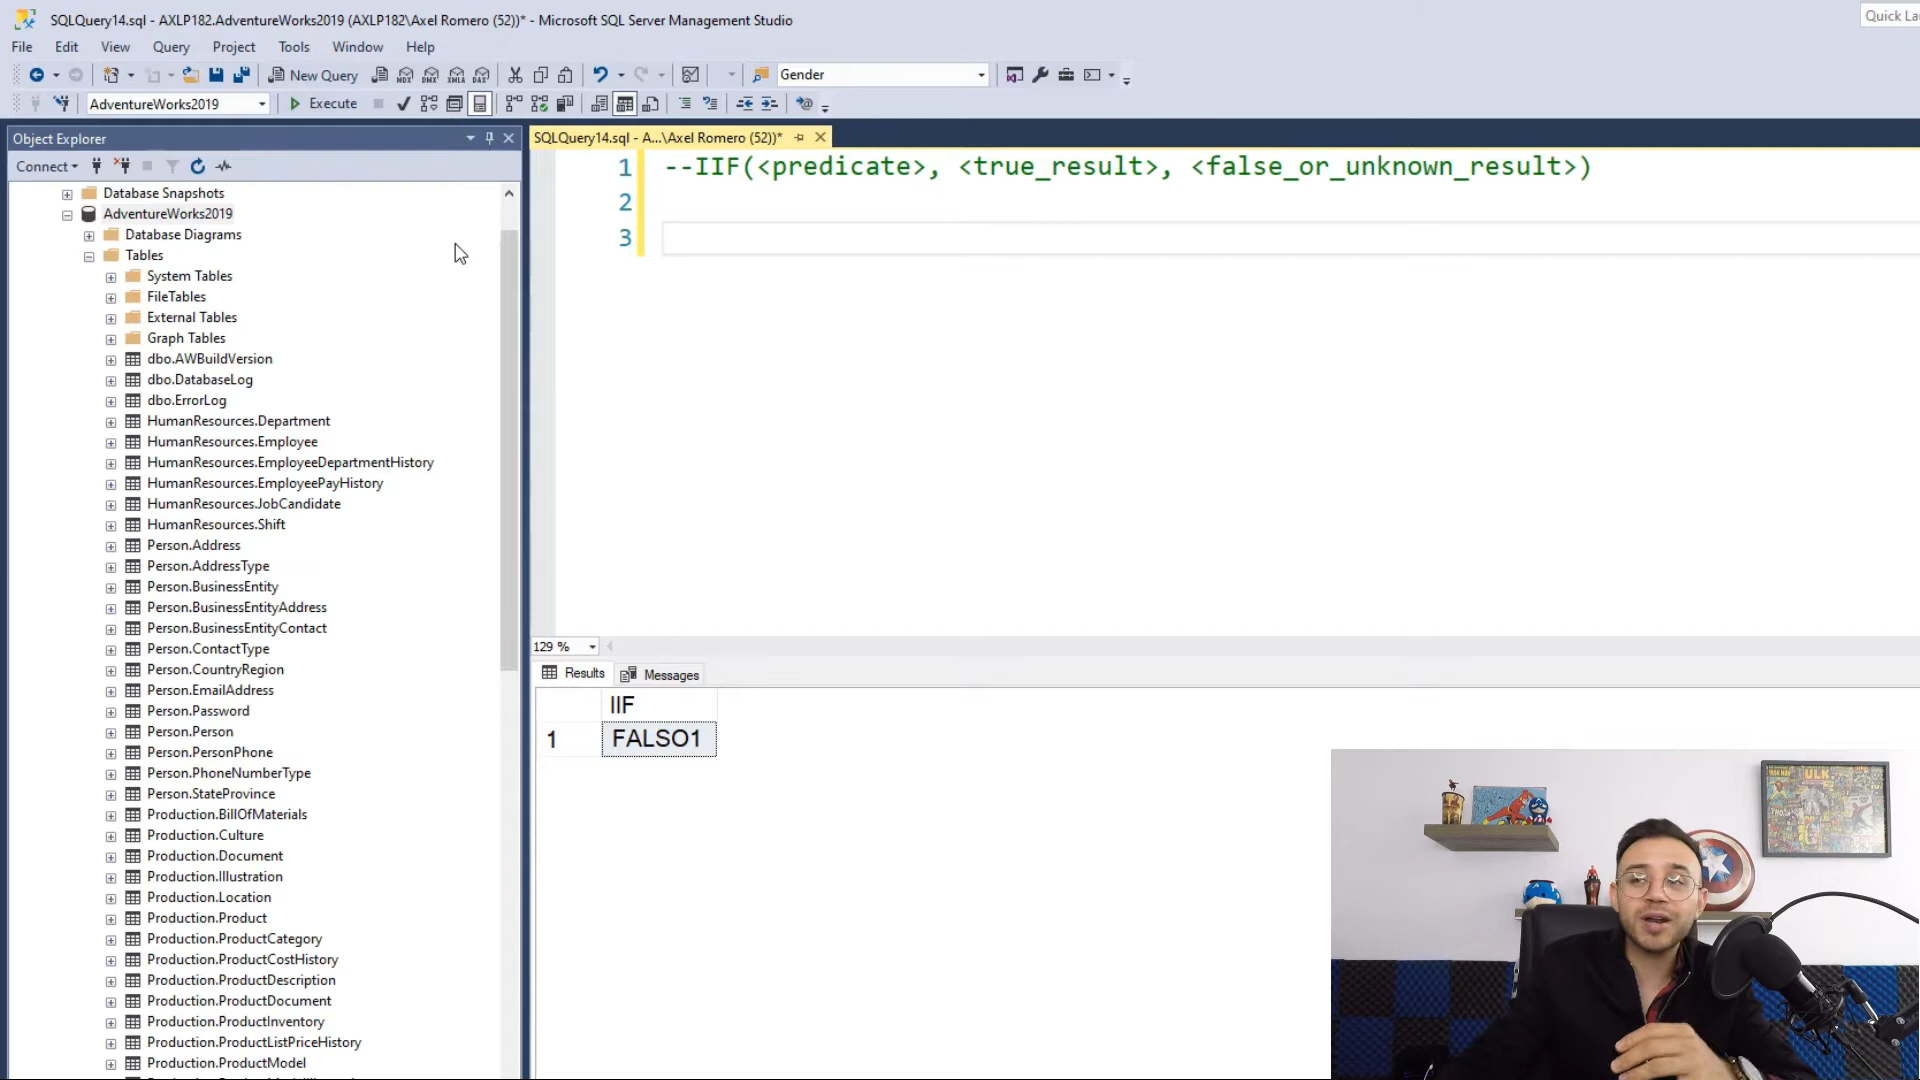 SQLQuery14.sql - AXLP182.AdventureWorks2019 (AXLP182\Axel Romero (52))* - Microsoft SQL Server Management Studio
Quick La
File Edit View Query Project Tools Window Help
New Query
MDX DMX XMLA DAX
Gender
AdventureWorks2019
Execute
Object Explorer
SQLQuery14.sql - A...\Axel Romero (52))*
Connect
Database Snapshots
AdventureWorks2019
Database Diagrams
Tables
System Tables
FileTables
External Tables
Graph Tables
dbo.AWBuildVersion
dbo.DatabaseLog
dbo.ErrorLog
HumanResources.Department
HumanResources.Employee
HumanResources.EmployeeDepartmentHistory
HumanResources.EmployeePayHistory
HumanResources.JobCandidate
HumanResources.Shift
Person.Address
Person.AddressType
Person.BusinessEntity
Person.BusinessEntityAddress
Person.BusinessEntityContact
Person.ContactType
Person.CountryRegion
Person.EmailAddress
Person.Password
Person.Person
Person.PersonPhone
Person.PhoneNumberType
Person.StateProvince
Production.BillOfMaterials
Production.Culture
Production.Document
Production.Illustration
Production.Location
Production.Product
Production.ProductCategory
Production.ProductCostHistory
Production.ProductDescription
Production.ProductDocument
Production.ProductInventory
Production.ProductListPriceHistory
Production.ProductModel
1 --IIF(<predicate>, <true_result>, <false_or_unknown_result>)
2
3
129 %
Results Messages
IIF
1 FALSO1